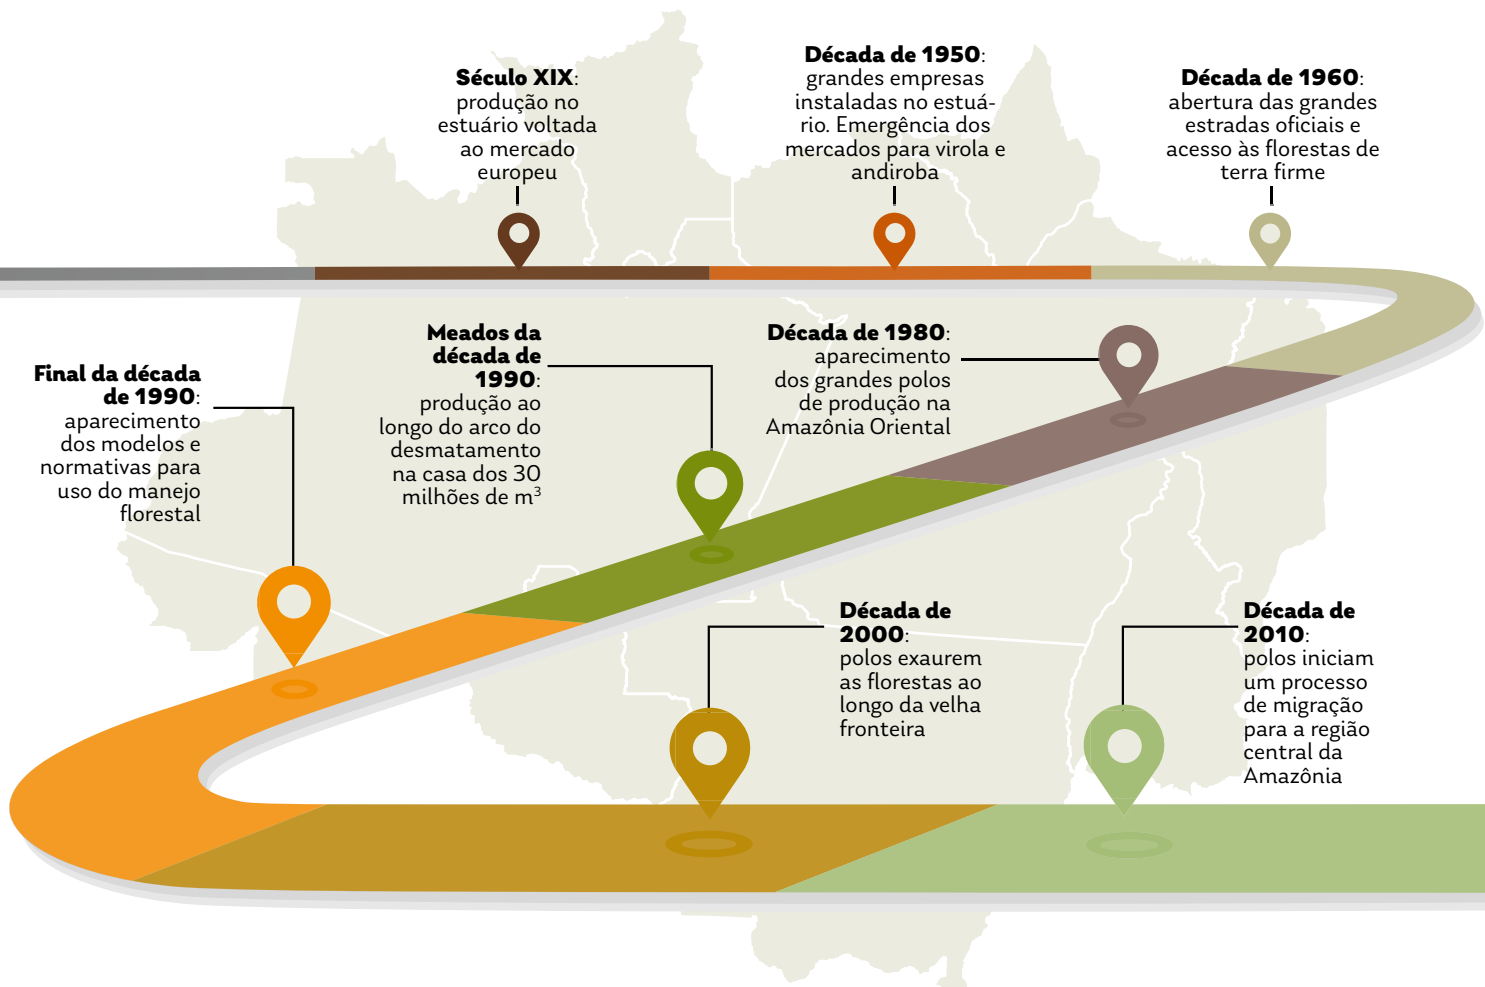 Século XIX:
produção no
estuário voltada
ao mercado
europeu
Década de 1950:
grandes empresas
instaladas no estuá-
rio. Emergência dos
mercados para virola e
andiroba
Década de 1960:
abertura das grandes
estradas oficiais e
acesso às florestas de
terra firme
Década de 1980:
aparecimento
dos grandes polos
de produção na
Amazônia Oriental
Meados da
década de
1990:
produção ao
longo do arco do
desmatamento
na casa dos 30
milhões de m³
Final da década
de 1990:
aparecimento
dos modelos e
normativas para
uso do manejo
florestal
Década de
2000:
polos exaurem
as florestas ao
longo da velha
fronteira
Década de
2010:
polos iniciam
um processo
de migração
para a região
central da
Amazônia